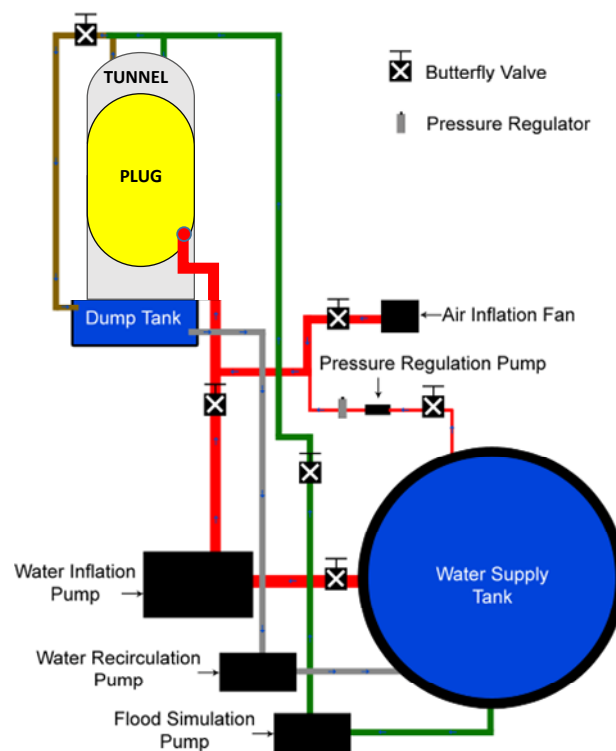 TUNNEL
PLUG
Dump Tank
Butterfly Valve
Pressure Regulator
Air Inflation Fan
Pressure Regulation Pump
Water Inflation
Pump
Water Supply
Tank
Water Recirculation
Pump
Flood Simulation
Pump